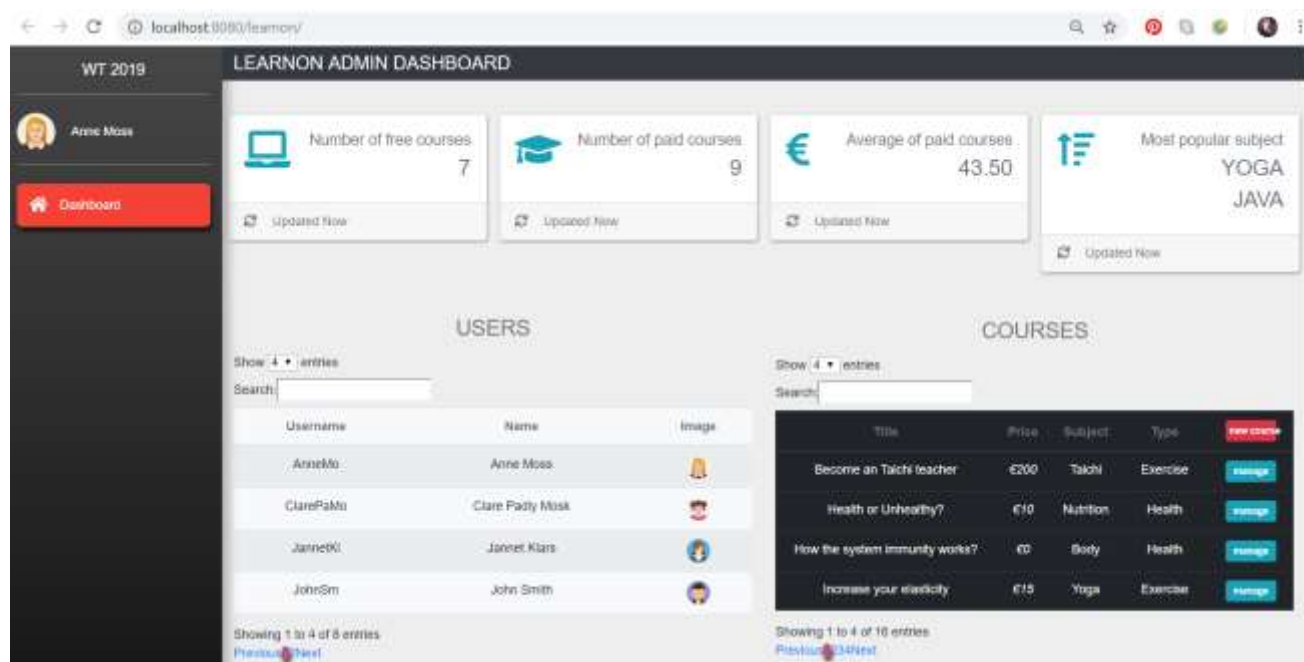 localhost:8080/learnon/
WT 2019
LEARNON ADMIN DASHBOARD
Anne Moss
Dashboard
Number of free courses
7
Updated Now
Number of paid courses
9
Updated Now
Average of paid courses
43.50
Updated Now
Most popular subject
YOGA
JAVA
Updated Now
USERS
Show 4 entries
Search:
Username Name Image
AnneMo Anne Moss
ClarePaMo Clare Padly Mosk
JannetKl Jannet Klars
JohnSm John Smith
Showing 1 to 4 of 8 entries
Previous Next
COURSES
Show 4 entries
Search:
Title Price Subject Type new course
Become an Taichi teacher €200 Taichi Exercise manage
Health or Unhealthy? €10 Nutrition Health manage
How the system immunity works? €0 Body Health manage
Increase your elasticity €15 Yoga Exercise manage
Showing 1 to 4 of 16 entries
Previous 234Next